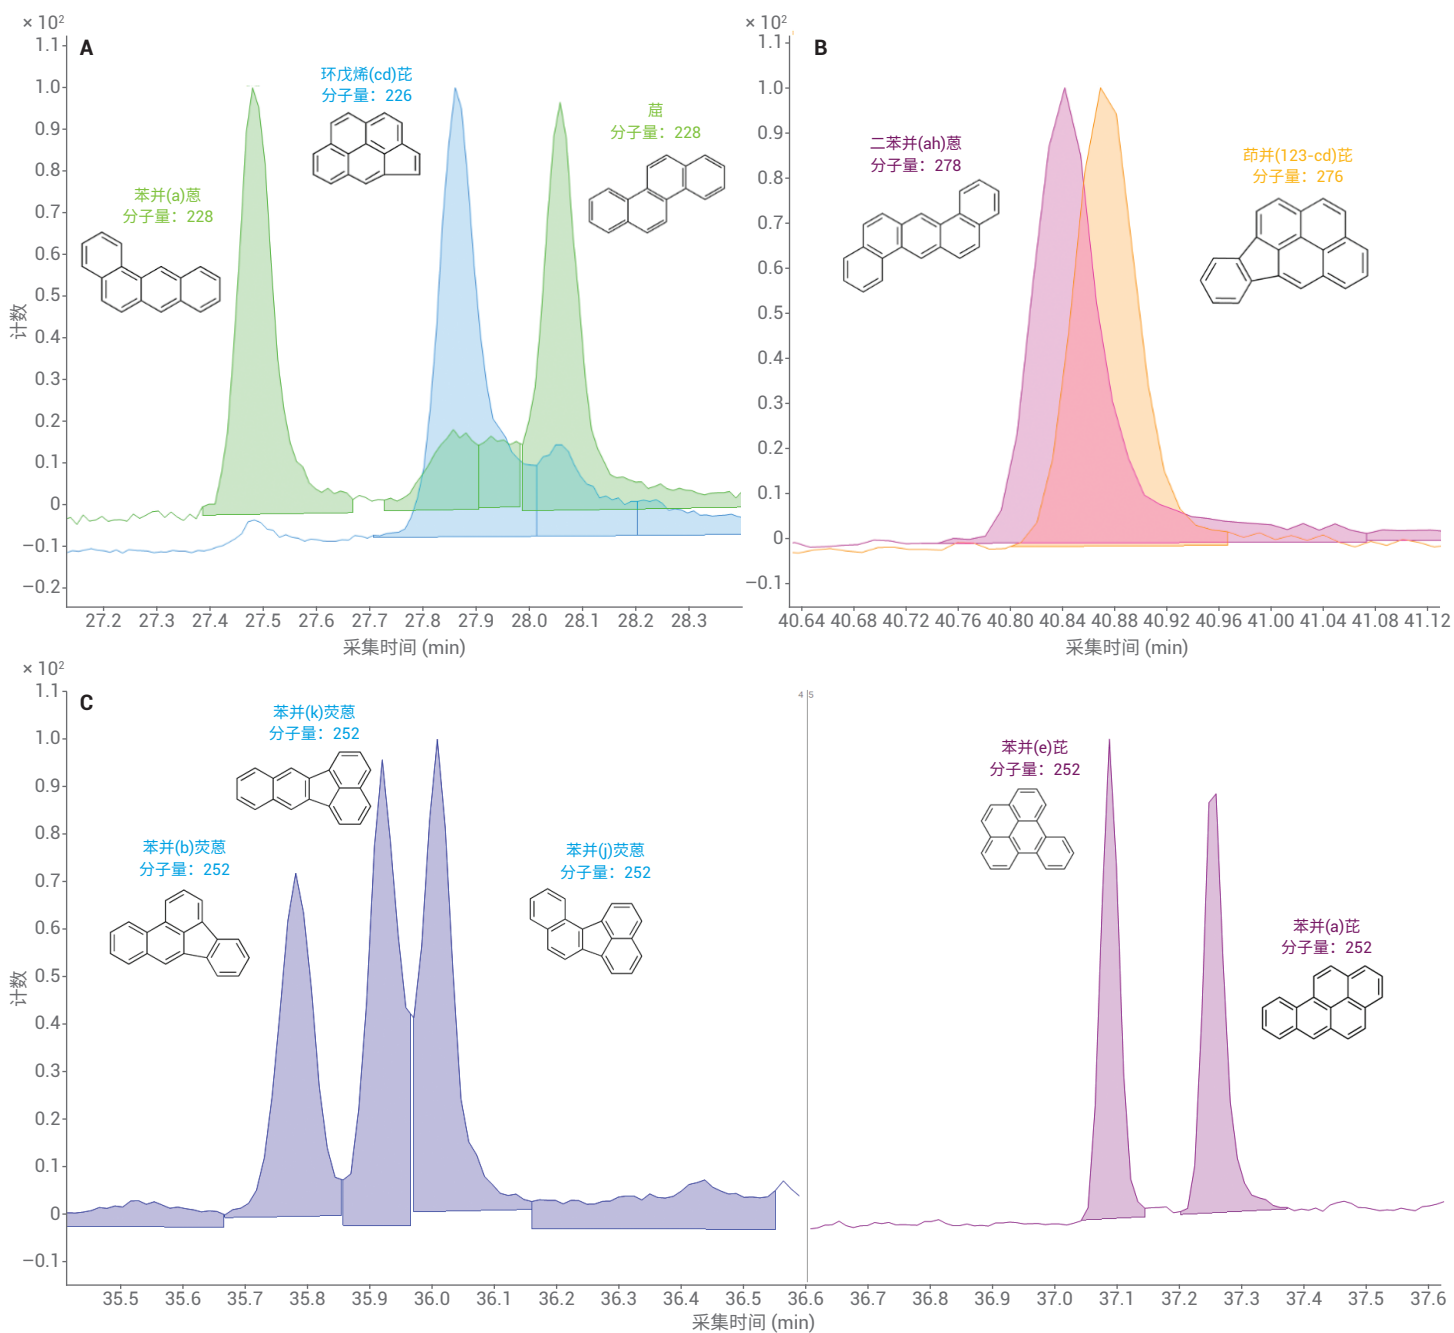 × 10²
A
1.1
1.0
0.9
0.8
0.7
0.6
0.5
0.4
0.3
0.2
0.1
0
−0.1
−0.2
计数
苯并(a)蒽
分子量：228
环戊烯(cd)芘
分子量：226
䓛
分子量：228
27.2 27.3 27.4 27.5 27.6 27.7 27.8 27.9 28.0 28.1 28.2 28.3
采集时间 (min)
× 10²
B
1.1
1.0
0.9
0.8
0.7
0.6
0.5
0.4
0.3
0.2
0.1
0
−0.1
二苯并(ah)蒽
分子量：278
茚并(123-cd)芘
分子量：276
40.64 40.68 40.72 40.76 40.80 40.84 40.88 40.92 40.96 41.00 41.04 41.08 41.12
采集时间 (min)
× 10²
C
1.1
1.0
0.9
0.8
0.7
0.6
0.5
0.4
0.3
0.2
0.1
0
−0.1
计数
苯并(b)荧蒽
分子量：252
苯并(k)荧蒽
分子量：252
苯并(j)荧蒽
分子量：252
4 5
苯并(e)芘
分子量：252
苯并(a)芘
分子量：252
35.5 35.6 35.7 35.8 35.9 36.0 36.1 36.2 36.3 36.4 36.5 36.6 36.7 36.8 36.9 37.0 37.1 37.2 37.3 37.4 37.5 37.6
采集时间 (min)